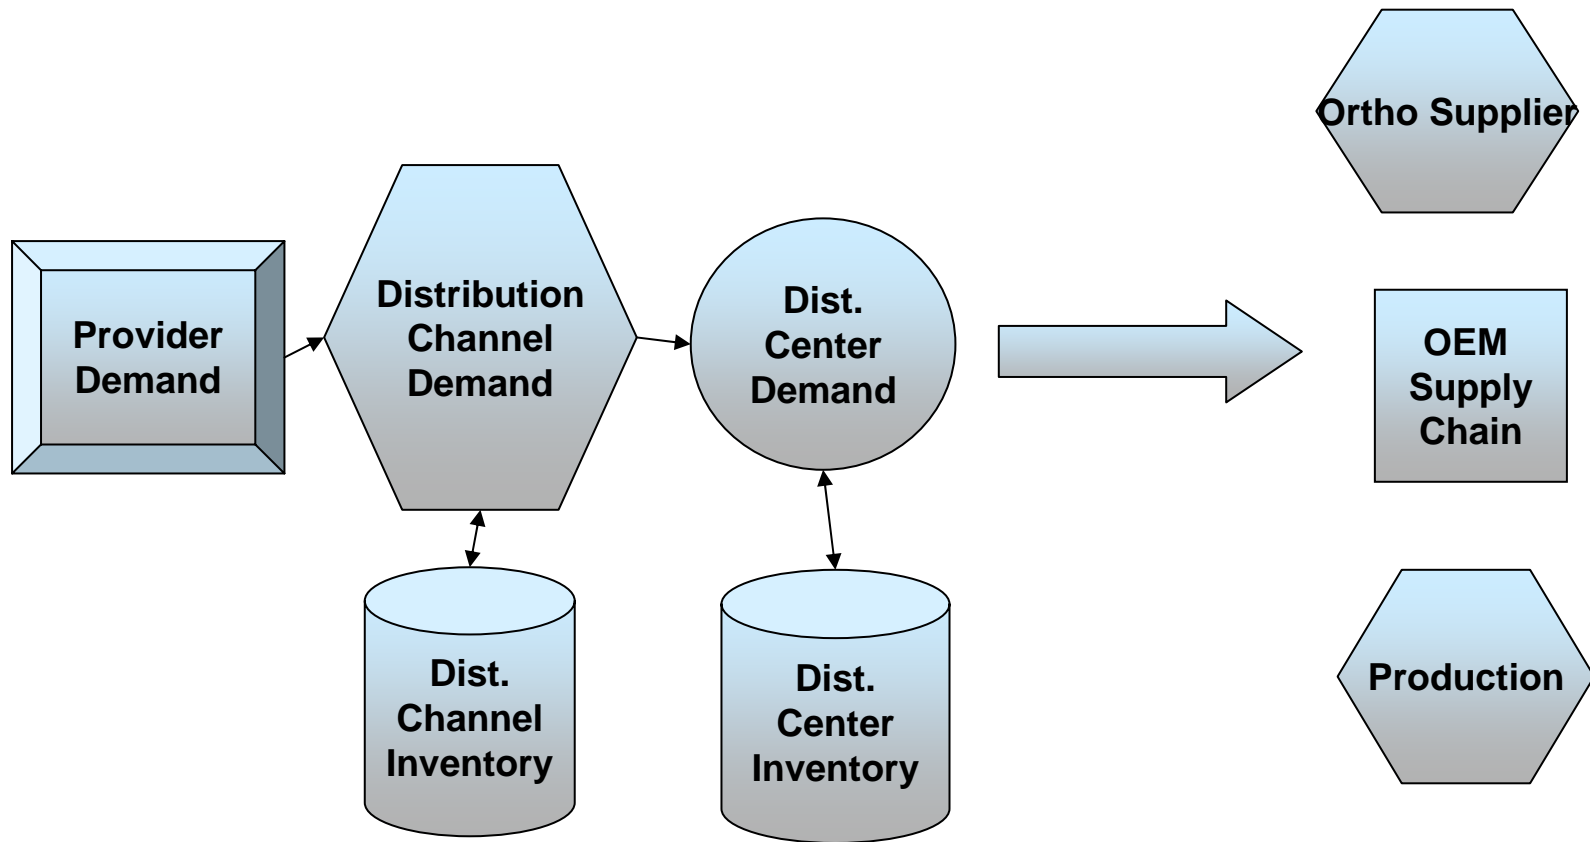 Provider
Demand
Distribution
Channel
Demand
Dist.
Center
Demand
Dist.
Channel
Inventory
Dist.
Center
Inventory
Ortho Supplier
OEM
Supply
Chain
Production